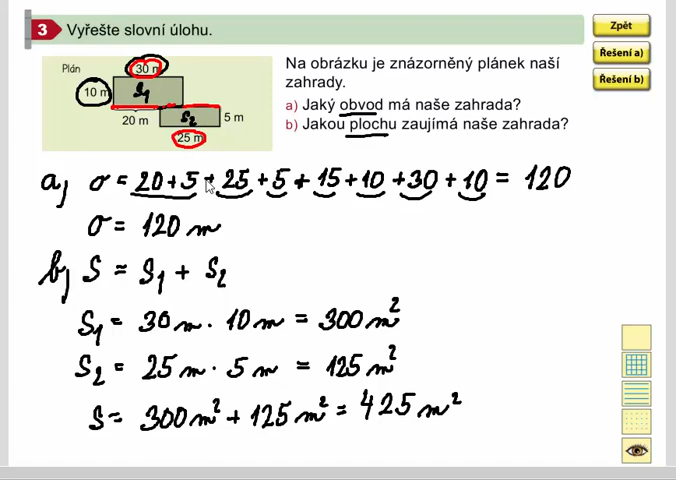 3 Vyřešte slovní úlohu.
Zpět
Řešení a)
Řešení b)
Plán
30 m
10 m
S1
20 m
S2
5 m
25 m
Na obrázku je znázorněný plánek naší
zahrady.
a) Jaký obvod má naše zahrada?
b) Jakou plochu zaujímá naše zahrada?
a) σ = 20 + 5 + 25 + 5 + 15 + 10 + 30 + 10 = 120
σ = 120 m
b) S = S1 + S2
S1 = 30 m · 10 m = 300 m²
S2 = 25 m · 5 m = 125 m²
S = 300 m² + 125 m² = 425 m²